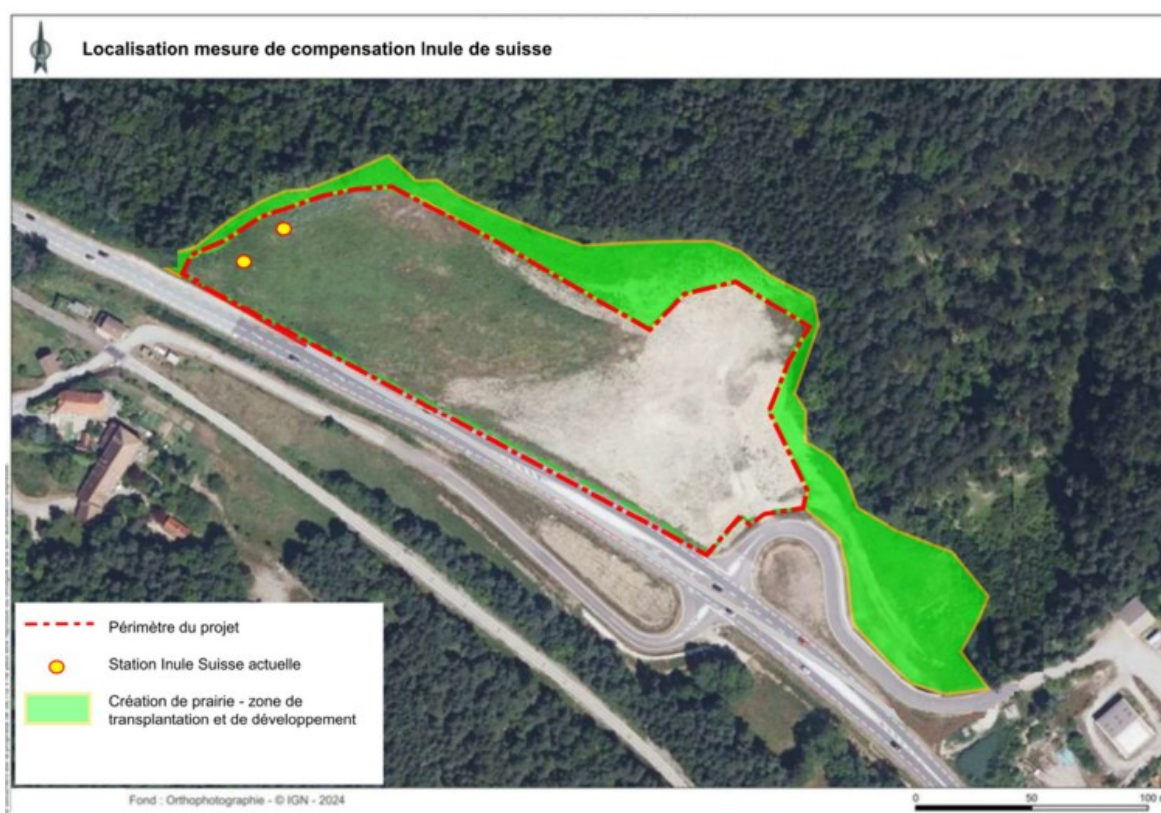 Localisation mesure de compensation Inule de suisse
Périmètre du projet
Station Inule Suisse actuelle
Création de prairie - zone de
transplantation et de développement
Fond : Orthophotographie - © IGN - 2024
0 50 100